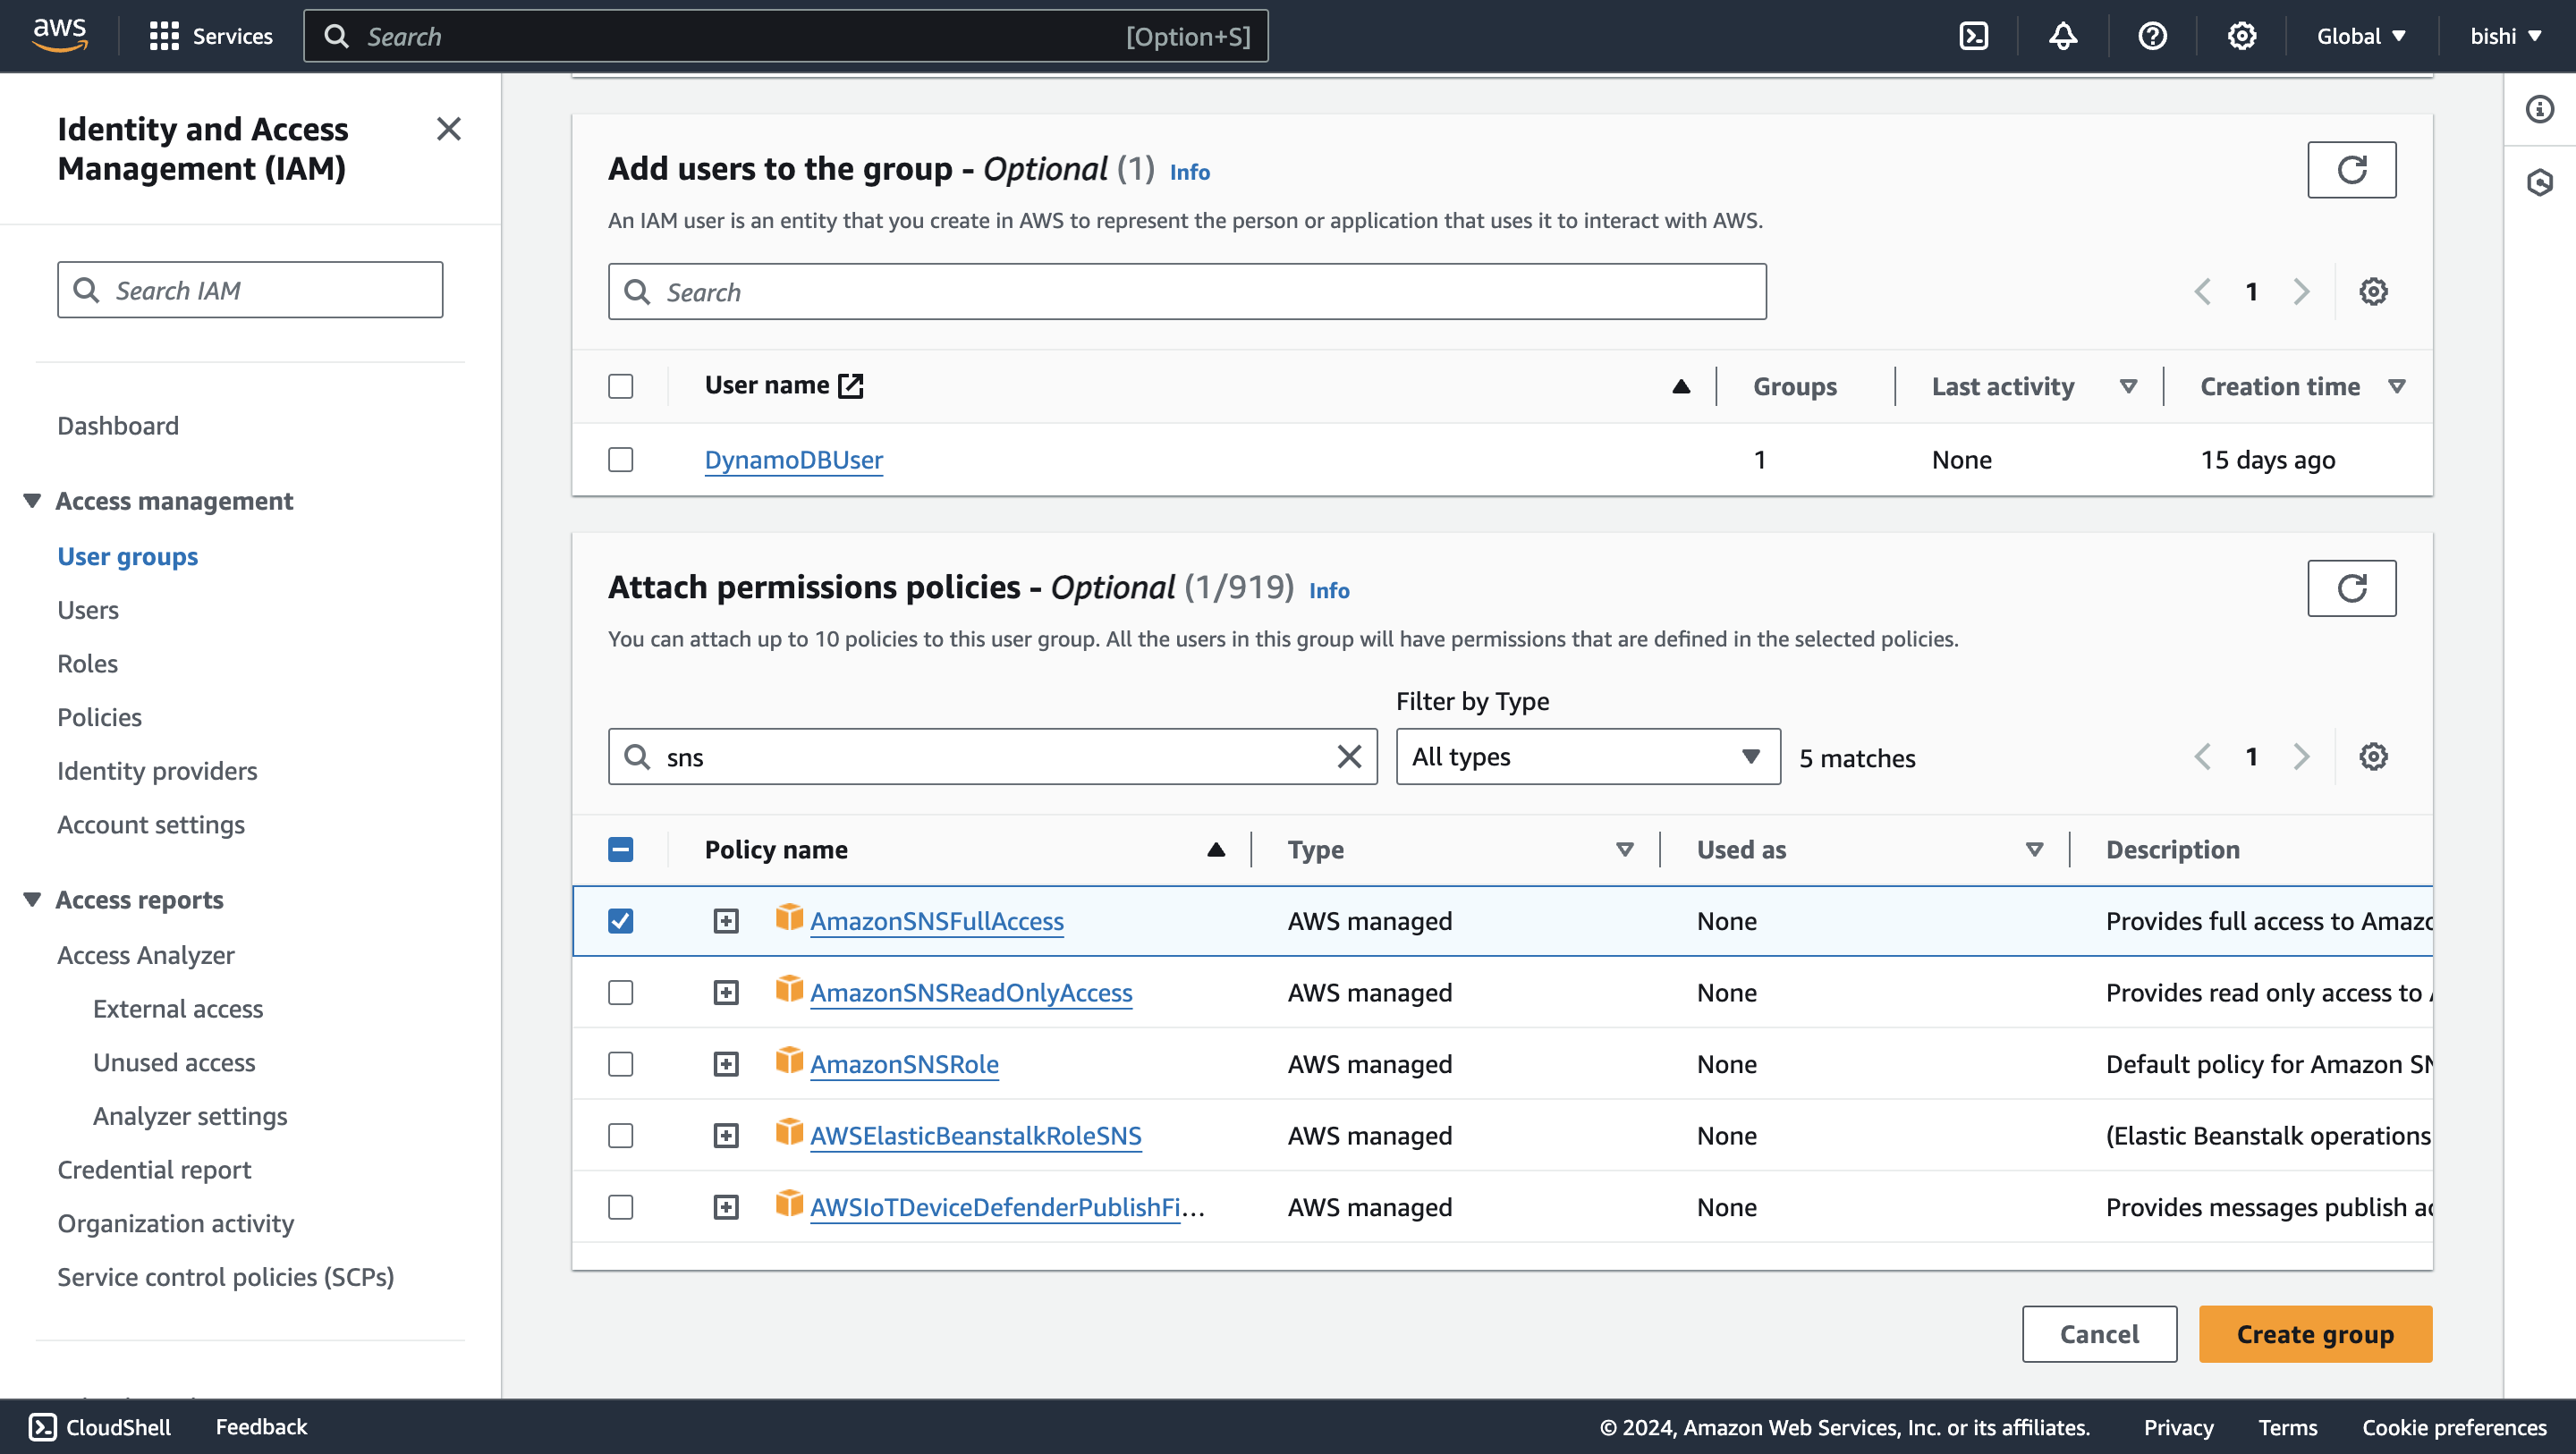 aws
Services
Search
[Option+S]
Global
bishi
Identity and Access
Management (IAM)
Search IAM
Dashboard
Access management
User groups
Users
Roles
Policies
Identity providers
Account settings
Access reports
Access Analyzer
External access
Unused access
Analyzer settings
Credential report
Organization activity
Service control policies (SCPs)
Add users to the group - Optional (1) Info
An IAM user is an entity that you create in AWS to represent the person or application that uses it to interact with AWS.
Search
1
User name Groups Last activity Creation time
DynamoDBUser 1 None 15 days ago
Attach permissions policies - Optional (1/919) Info
You can attach up to 10 policies to this user group. All the users in this group will have permissions that are defined in the selected policies.
Filter by Type
sns All types 5 matches 1
Policy name Type Used as Description
AmazonSNSFullAccess AWS managed None Provides full access to Amazo
AmazonSNSReadOnlyAccess AWS managed None Provides read only access to
AmazonSNSRole AWS managed None Default policy for Amazon SN
AWSElasticBeanstalkRoleSNS AWS managed None (Elastic Beanstalk operations
AWSIoTDeviceDefenderPublishFi... AWS managed None Provides messages publish ac
Cancel Create group
CloudShell Feedback © 2024, Amazon Web Services, Inc. or its affiliates. Privacy Terms Cookie preferences